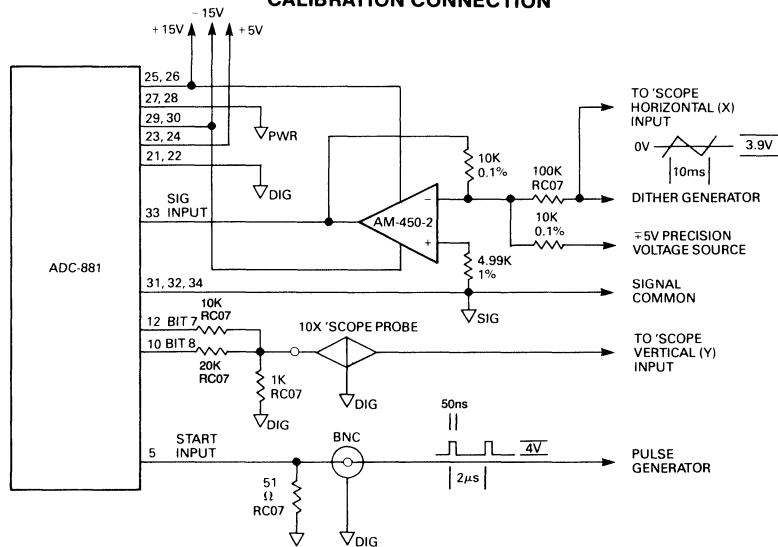 CALIBRATION CONNECTION
− 15V
+ 15V
+ 5V
25, 26
27, 28
29, 30
23, 24
21, 22
PWR
DIG
33
SIG
INPUT
ADC-881
10K
0.1%
100K
RC07
AM-450-2
−
+
10K
0.1%
4.99K
1%
TO 'SCOPE
HORIZONTAL (X)
INPUT
0V
3.9V
10ms
DITHER GENERATOR
∓5V PRECISION
VOLTAGE SOURCE
31, 32, 34
SIGNAL
COMMON
SIG
10K
RC07
12 BIT 7
10 BIT 8
20K
RC07
1K
RC07
DIG
10X 'SCOPE PROBE
DIG
TO 'SCOPE
VERTICAL (Y)
INPUT
5
START
INPUT
BNC
50ns
4V
2µs
PULSE
GENERATOR
51
Ω
RC07
DIG